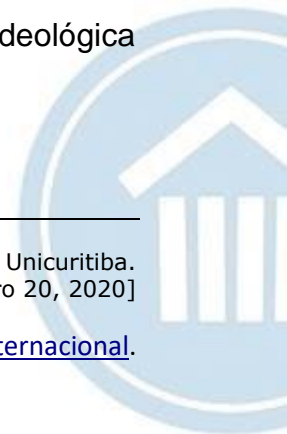 deológica
Unicuritiba.
ro 20, 2020]
ternacional.